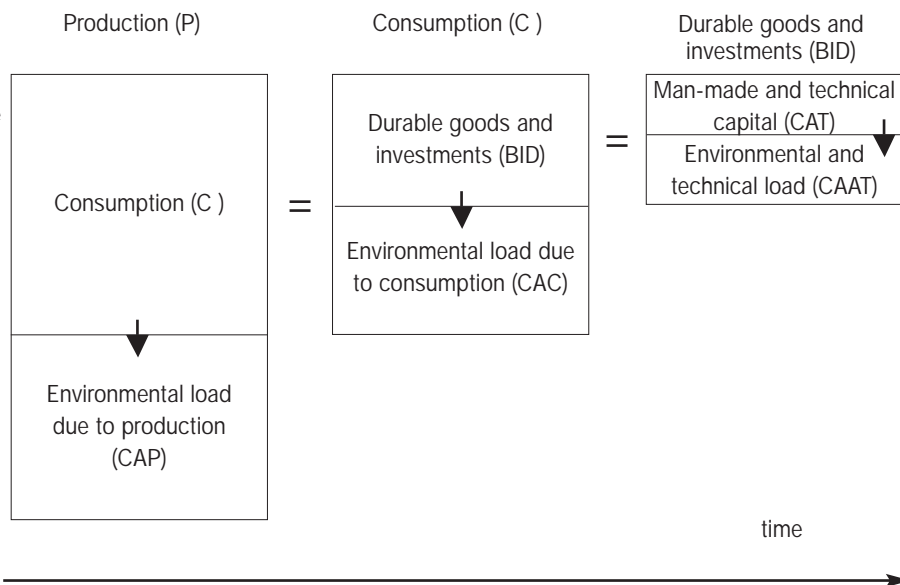 Production (P)
Consumption (C )
Durable goods and
investments (BID)
Consumption (C )
=
Durable goods and
investments (BID)
Environmental load due
to consumption (CAC)
=
Man-made and technical
capital (CAT)
Environmental and
technical load (CAAT)
Environmental load
due to production
(CAP)
time